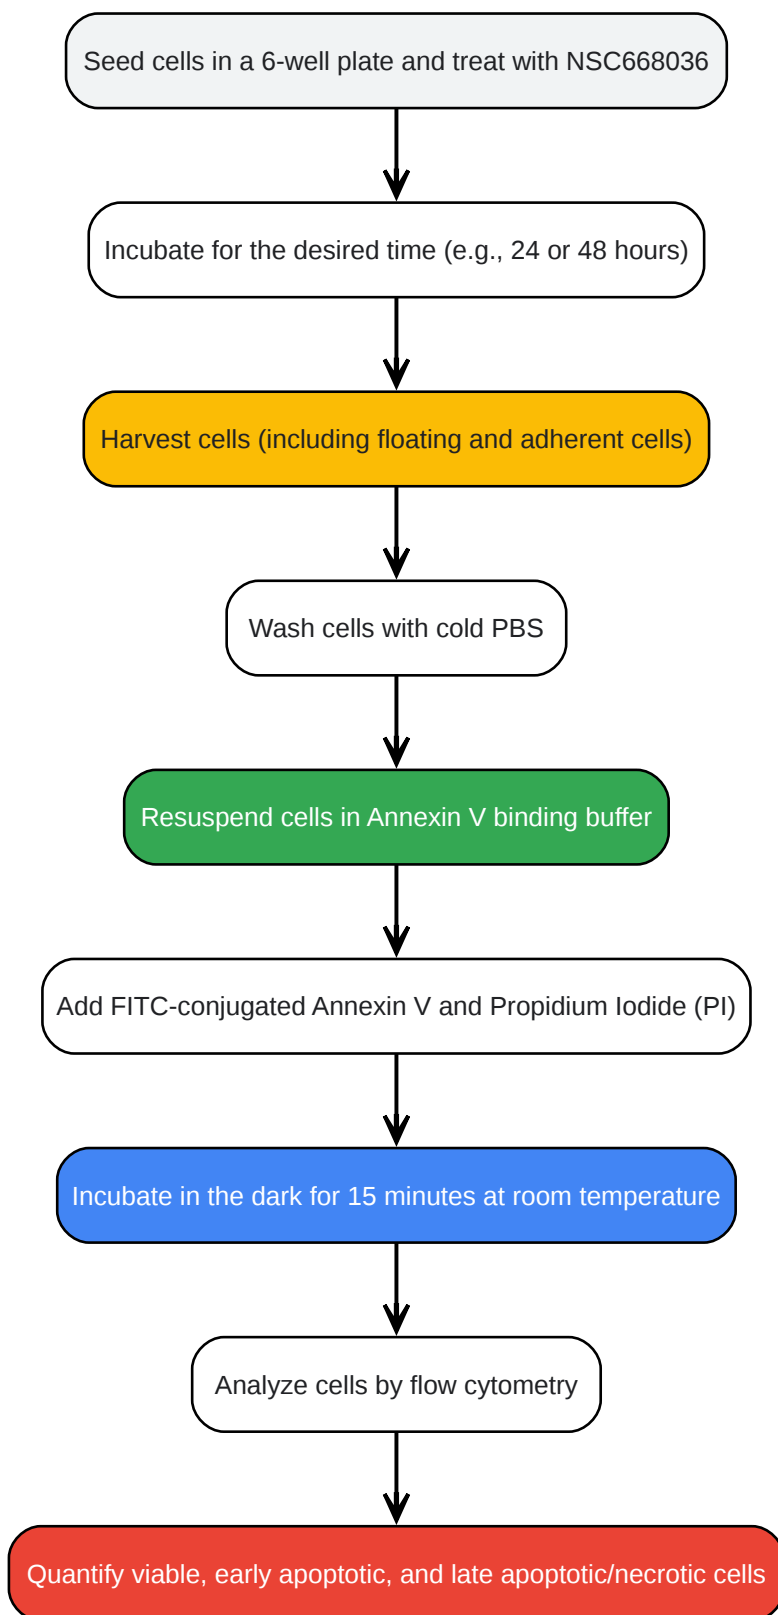 Seed cells in a 6-well plate and treat with NSC668036
Incubate for the desired time (e.g., 24 or 48 hours)
Harvest cells (including floating and adherent cells)
Wash cells with cold PBS
Resuspend cells in Annexin V binding buffer
Add FITC-conjugated Annexin V and Propidium Iodide (PI)
Incubate in the dark for 15 minutes at room temperature
Analyze cells by flow cytometry
Quantify viable, early apoptotic, and late apoptotic/necrotic cells